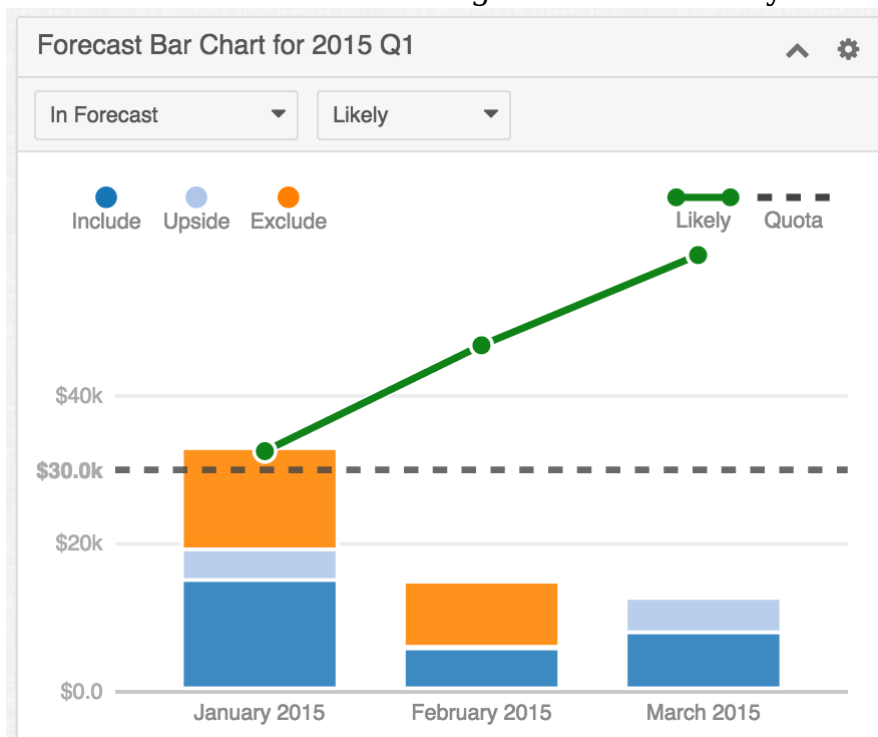 Forecast Bar Chart for 2015 Q1
In Forecast Likely
Include Upside Exclude Likely Quota
$40k
$30.0k
$20k
$0.0
January 2015 February 2015 March 2015